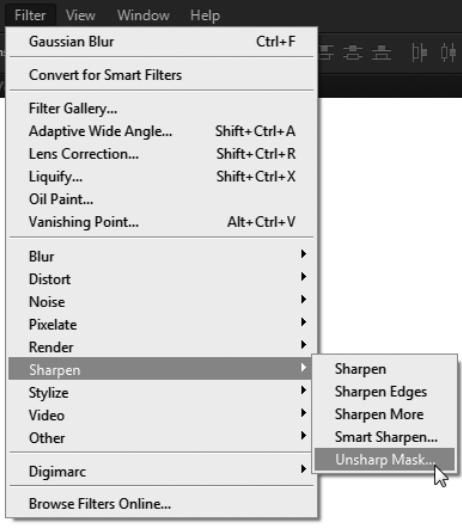 Filter View Window Help
Gaussian Blur Ctrl+F
Convert for Smart Filters
Filter Gallery...
Adaptive Wide Angle... Shift+Ctrl+A
Lens Correction... Shift+Ctrl+R
Liquify... Shift+Ctrl+X
Oil Paint...
Vanishing Point... Alt+Ctrl+V
Blur
Distort
Noise
Pixelate
Render
Sharpen
Stylize
Video
Other
Digimarc
Browse Filters Online...
Sharpen
Sharpen Edges
Sharpen More
Smart Sharpen...
Unsharp Mask...